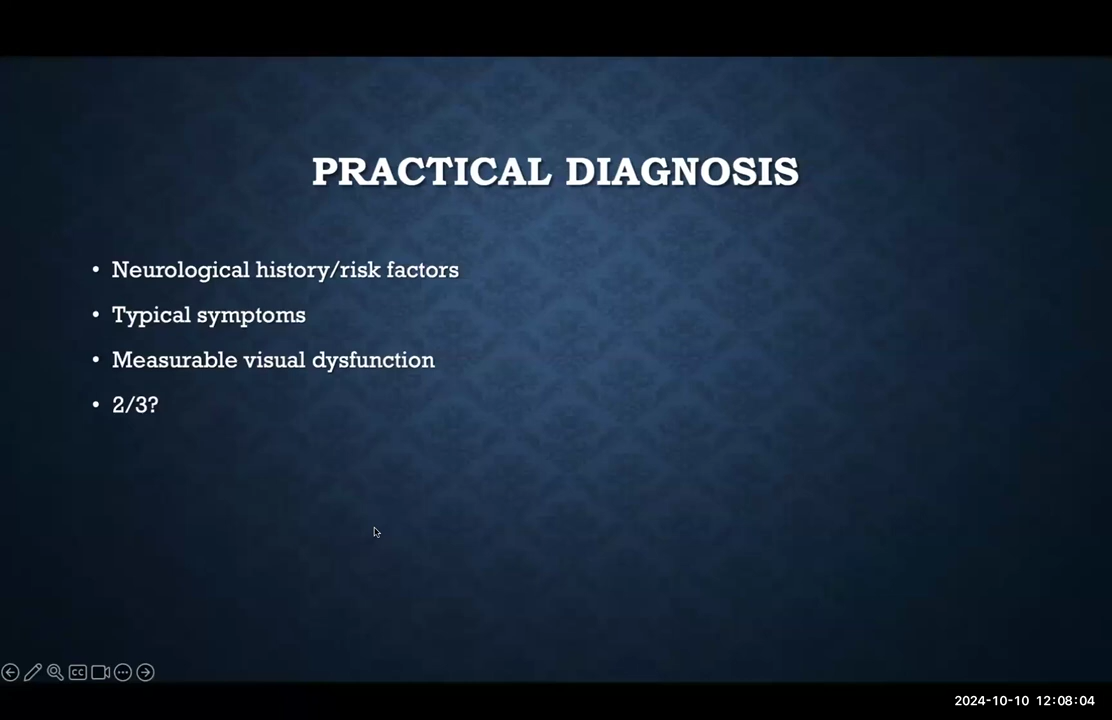 PRACTICAL DIAGNOSIS
• Neurological history/risk factors
• Typical symptoms
• Measurable visual dysfunction
• 2/3?
CC
2024-10-10 12:08:04